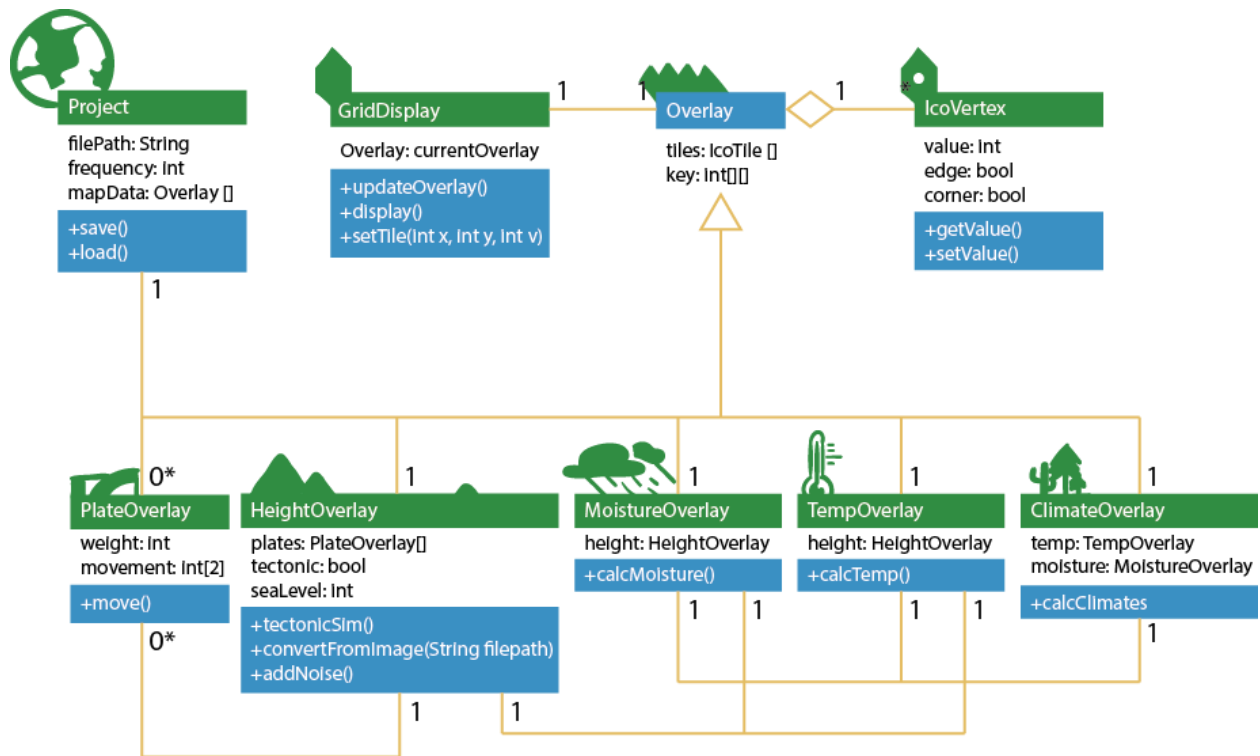 Project
filePath: String
frequency: int
mapData: Overlay []
+save()
+load()
1
GridDisplay
Overlay: currentOverlay
+updateOverlay()
+display()
+setTile(int x, int y, int v)
1
1
Overlay
tiles: IcoTile []
key: int[][]
1
*
IcoVertex
value: int
edge: bool
corner: bool
+getValue()
+setValue()
0*
PlateOverlay
weight: int
movement: int[2]
+move()
0*
1
HeightOverlay
plates: PlateOverlay[]
tectonic: bool
seaLevel: int
+tectonicSim()
+convertFromImage(String filepath)
+addNoise()
1
1
1
MoistureOverlay
height: HeightOverlay
+calcMoisture()
1
1
1
TempOverlay
height: HeightOverlay
+calcTemp()
1
1
1
ClimateOverlay
temp: TempOverlay
moisture: MoistureOverlay
+calcClimates
1